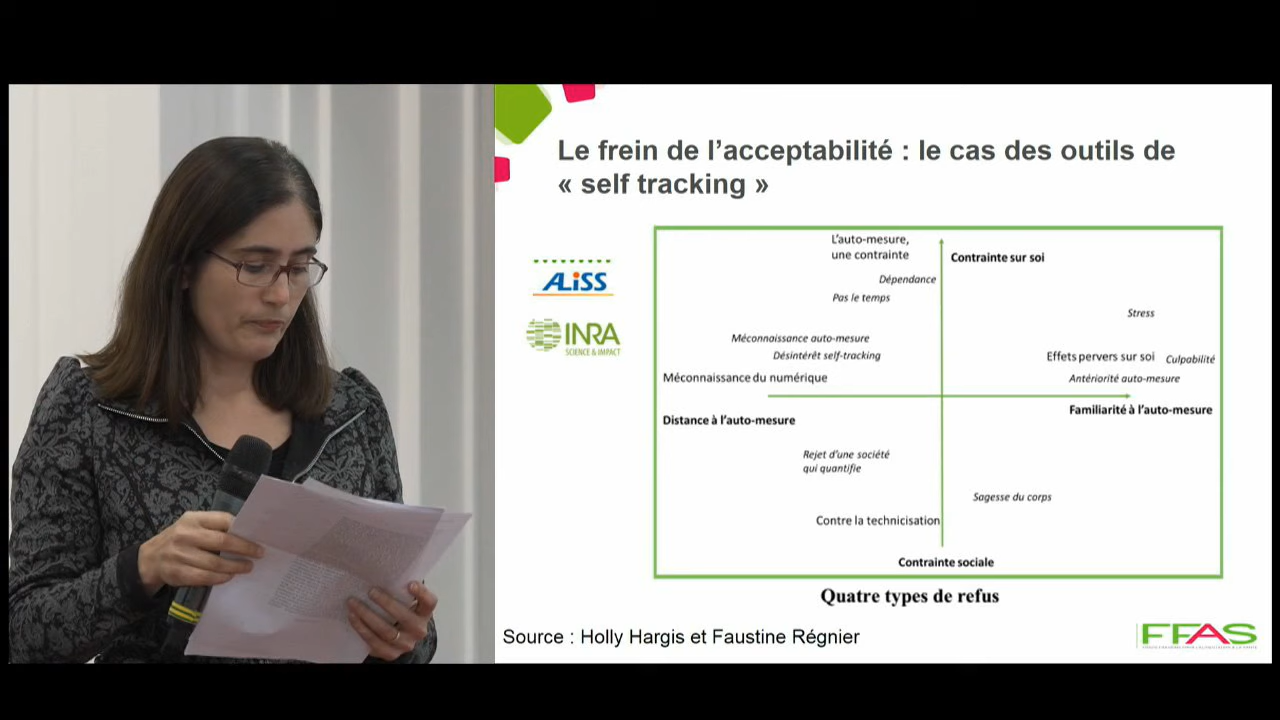 Le frein de l’acceptabilité : le cas des outils de
« self tracking »
ALiSS
INRA
SCIENCE & IMPACT
L’auto-mesure,
une contrainte
Contrainte sur soi
Dépendance
Pas le temps
Stress
Méconnaissance auto-mesure
Désintérêt self-tracking
Effets pervers sur soi
Culpabilité
Méconnaissance du numérique
Antériorité auto-mesure
Distance à l’auto-mesure
Familiarité à l’auto-mesure
Rejet d’une société
qui quantifie
Sagesse du corps
Contre la technicisation
Contrainte sociale
Quatre types de refus
Source : Holly Hargis et Faustine Régnier
FFAS